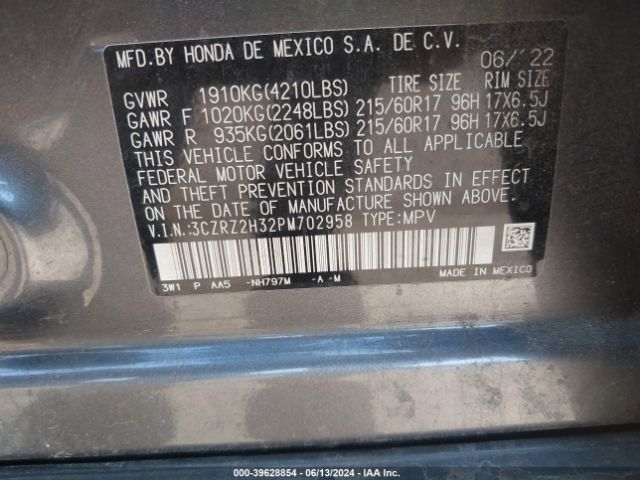 MFD.BY HONDA DE MEXICO S.A. DE C.V. 06/'22
TIRE SIZE RIM SIZE
GVWR 1910KG(4210LBS)
GAWR F 1020KG(2248LBS) 215/60R17 96H 17X6.5J
GAWR R 935KG(2061LBS) 215/60R17 96H 17X6.5J
THIS VEHICLE CONFORMS TO ALL APPLICABLE
FEDERAL MOTOR VEHICLE SAFETY
AND THEFT PREVENTION STANDARDS IN EFFECT
ON THE DATE OF MANUFACTURE SHOWN ABOVE.
V.I.N.:3CZRZ2H32PM702958 TYPE:MPV
3W1 P AA5 -NH797M -A -M MADE IN MEXICO
000-39628854 / 06/13/2024 - IAA Inc.